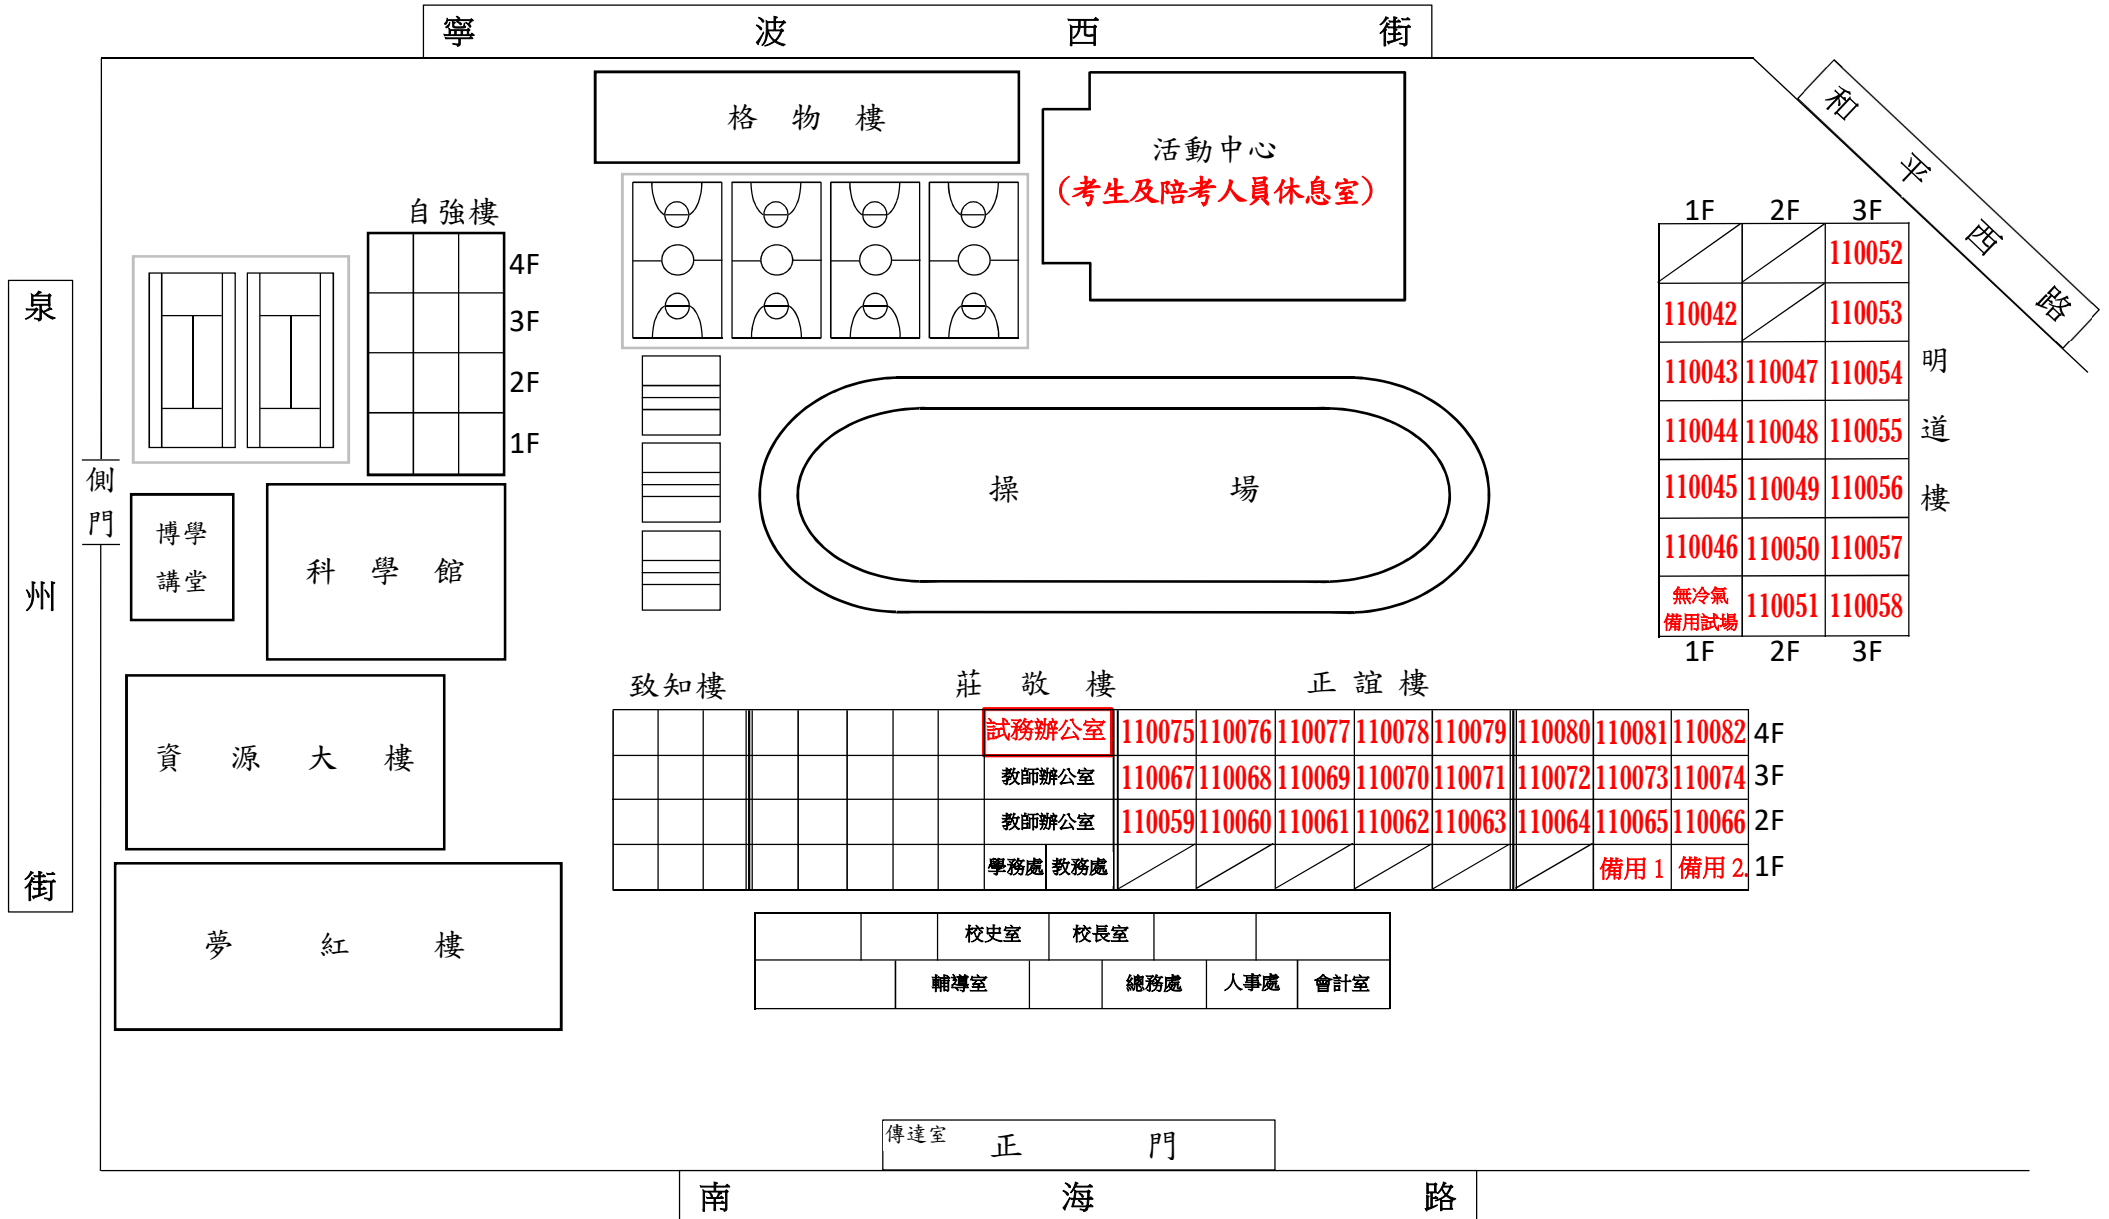 寧波西街
和平西路
格物樓
活動中心
(考生及陪考人員休息室)
自強樓
4F
3F
2F
1F
泉州街
側門
博學
講堂
科學館
操場
1F 2F 3F
110052
110042 110053
110043 110047 110054
110044 110048 110055
110045 110049 110056
110046 110050 110057
無冷氣
備用試場
110051 110058
1F 2F 3F
明道樓
資源大樓
夢紅樓
致知樓 莊敬樓 正誼樓
試務辦公室 110075 110076 110077 110078 110079 110080 110081 110082 4F
教師辦公室 110067 110068 110069 110070 110071 110072 110073 110074 3F
教師辦公室 110059 110060 110061 110062 110063 110064 110065 110066 2F
學務處 教務處 備用 1 備用 2. 1F
校史室 校長室
輔導室 總務處 人事處 會計室
傳達室 正門
南海路